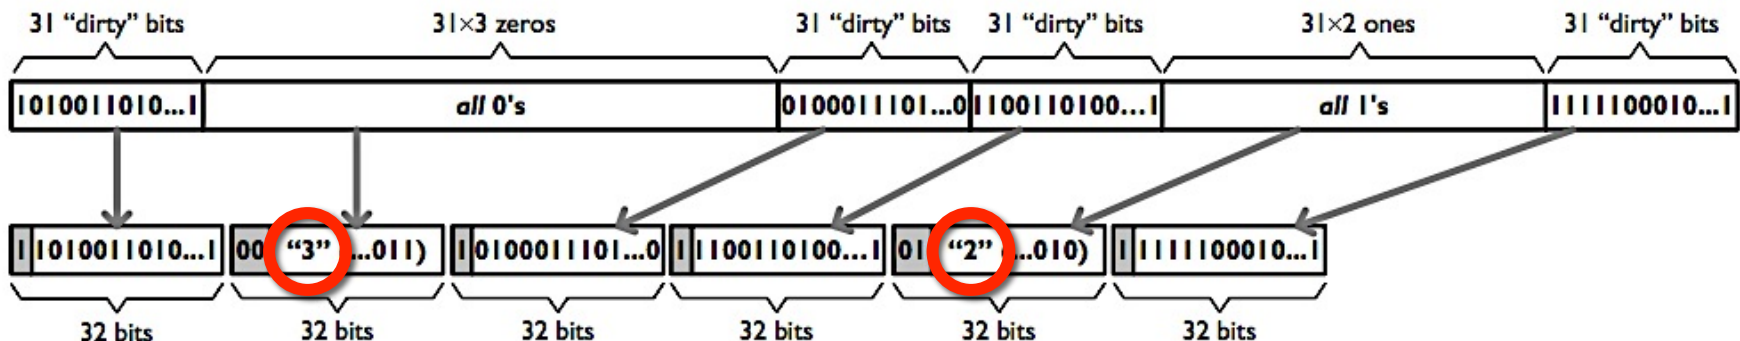 31 “dirty” bits 31×3 zeros 31 “dirty” bits 31 “dirty” bits 31×2 ones 31 “dirty” bits
1010011010...1 all 0's 0100011101...0 1100110100...1 all 1's 1111100010...1
1 1010011010...1 00 “3” ...011) 1 0100011101...0 1 1100110100...1 01 “2” ...010) 1 1111100010...1
32 bits 32 bits 32 bits 32 bits 32 bits 32 bits